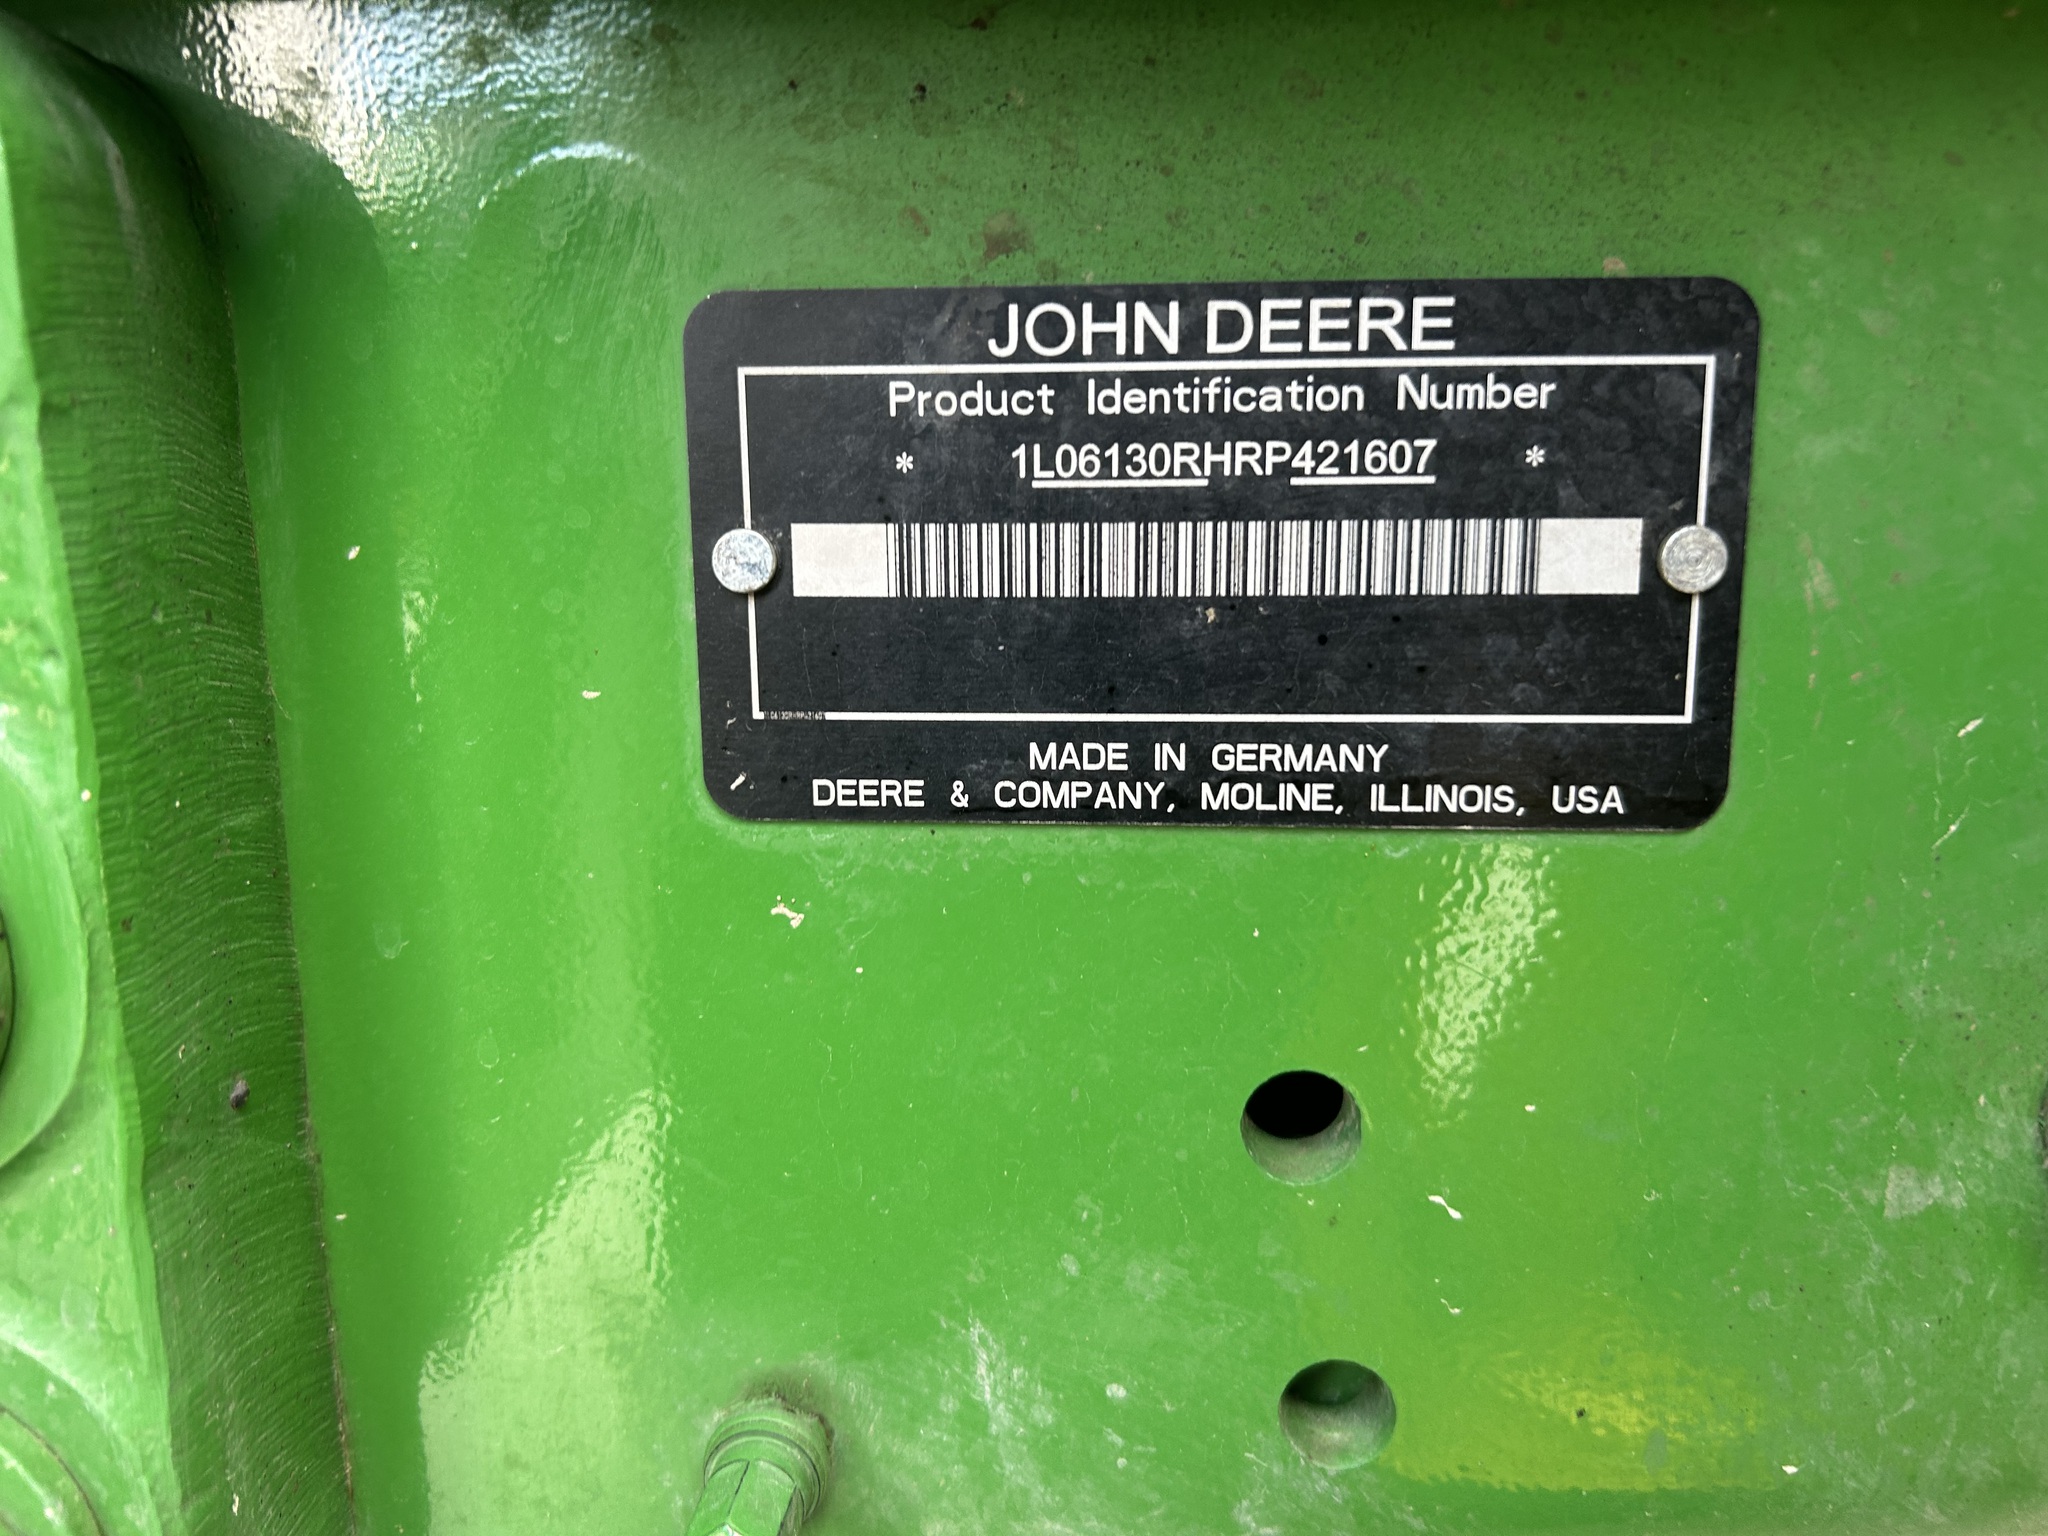 JOHN DEERE
Product Identification Number
* 1L06130RHRP421607 *
MADE IN GERMANY
DEERE & COMPANY, MOLINE, ILLINOIS, USA